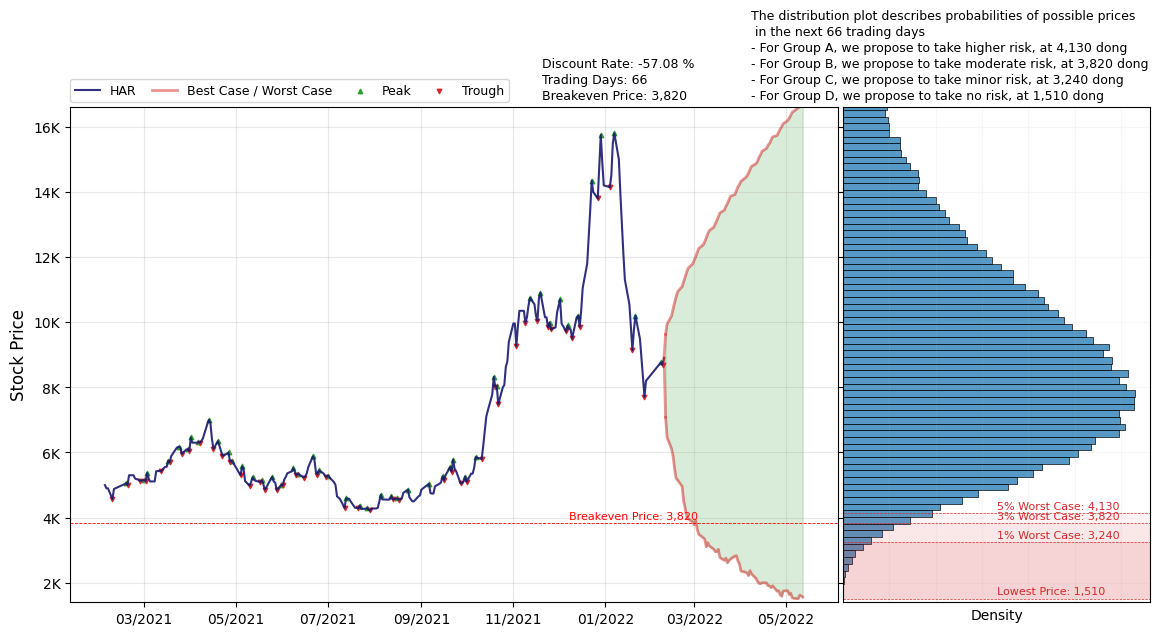 The distribution plot describes probabilities of possible prices
in the next 66 trading days
- For Group A, we propose to take higher risk, at 4,130 dong
- For Group B, we propose to take moderate risk, at 3,820 dong
- For Group C, we propose to take minor risk, at 3,240 dong
- For Group D, we propose to take no risk, at 1,510 dong
Discount Rate: -57.08 %
Trading Days: 66
Breakeven Price: 3,820
HAR
Best Case / Worst Case
Peak
Trough
Stock Price
16K
14K
12K
10K
8K
6K
4K
2K
Breakeven Price: 3,820
5% Worst Case: 4,130
3% Worst Case: 3,820
1% Worst Case: 3,240
Lowest Price: 1,510
03/2021
05/2021
07/2021
09/2021
11/2021
01/2022
03/2022
05/2022
Density